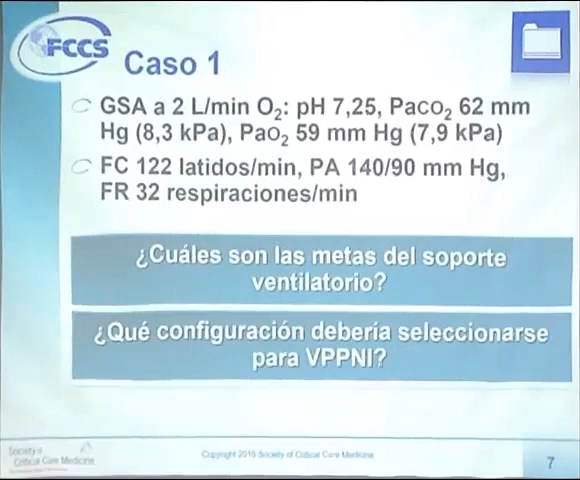 FCCS
Caso 1
GSA a 2 L/min O₂: pH 7,25, Paco₂ 62 mm
Hg (8,3 kPa), Pao₂ 59 mm Hg (7,9 kPa)
FC 122 latidos/min, PA 140/90 mm Hg,
FR 32 respiraciones/min
¿Cuáles son las metas del soporte
ventilatorio?
¿Qué configuración debería seleccionarse
para VPPNI?
Society of
Critical Care Medicine
Copyright 2016 Society of Critical Care Medicine
7